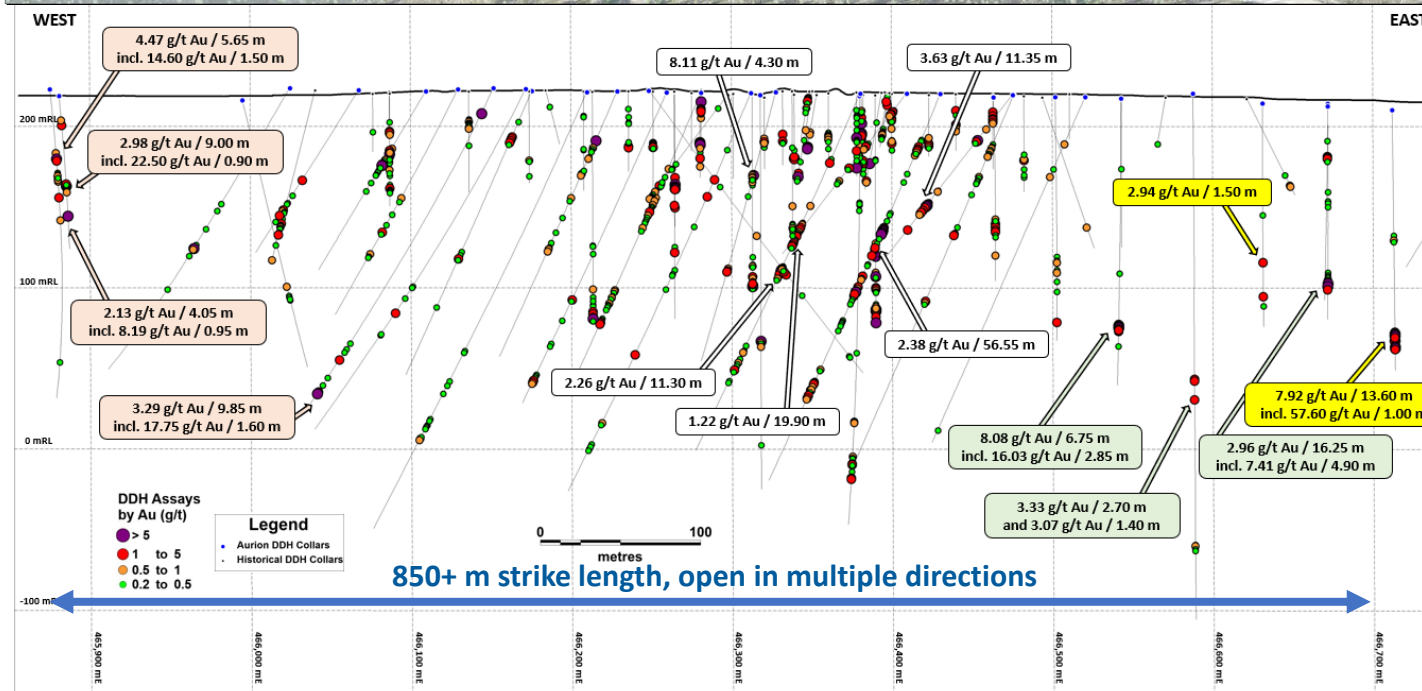 WEST
EAST
4.47 g/t Au / 5.65 m
incl. 14.60 g/t Au / 1.50 m
8.11 g/t Au / 4.30 m
3.63 g/t Au / 11.35 m
200 mRL
2.98 g/t Au / 9.00 m
incl. 22.50 g/t Au / 0.90 m
2.94 g/t Au / 1.50 m
100 mRL
2.13 g/t Au / 4.05 m
incl. 8.19 g/t Au / 0.95 m
2.38 g/t Au / 56.55 m
2.26 g/t Au / 11.30 m
1.22 g/t Au / 19.90 m
3.29 g/t Au / 9.85 m
incl. 17.75 g/t Au / 1.60 m
7.92 g/t Au / 13.60 m
incl. 57.60 g/t Au / 1.00 m
8.08 g/t Au / 6.75 m
incl. 16.03 g/t Au / 2.85 m
2.96 g/t Au / 16.25 m
incl. 7.41 g/t Au / 4.90 m
0 mRL
3.33 g/t Au / 2.70 m
and 3.07 g/t Au / 1.40 m
DDH Assays
by Au (g/t)
> 5
1 to 5
0.5 to 1
0.2 to 0.5
Legend
Aurion DDH Collars
Historical DDH Collars
0 100
metres
850+ m strike length, open in multiple directions
-100 mRL
465,900 mE
466,000 mE
466,100 mE
466,200 mE
466,300 mE
466,400 mE
466,500 mE
466,600 mE
466,700 mE